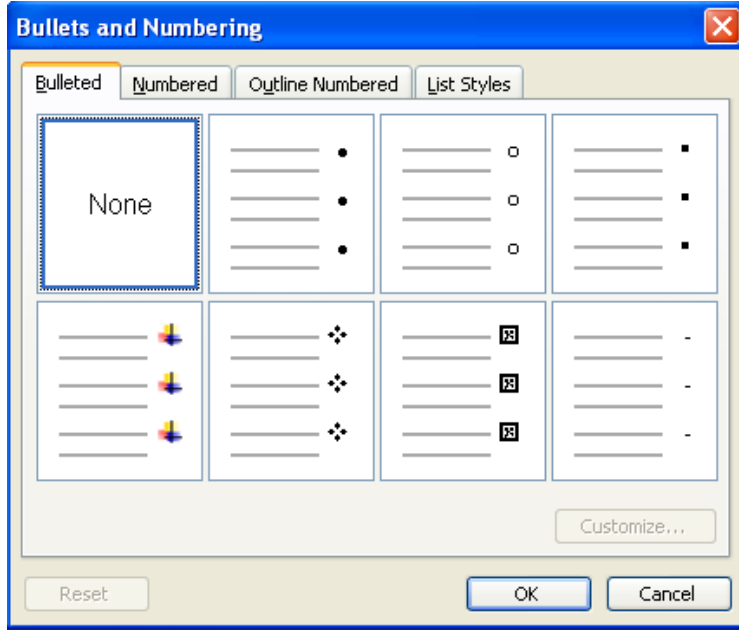 Bullets and Numbering
Bulleted Numbered Outline Numbered List Styles
None
Customize...
Reset OK Cancel